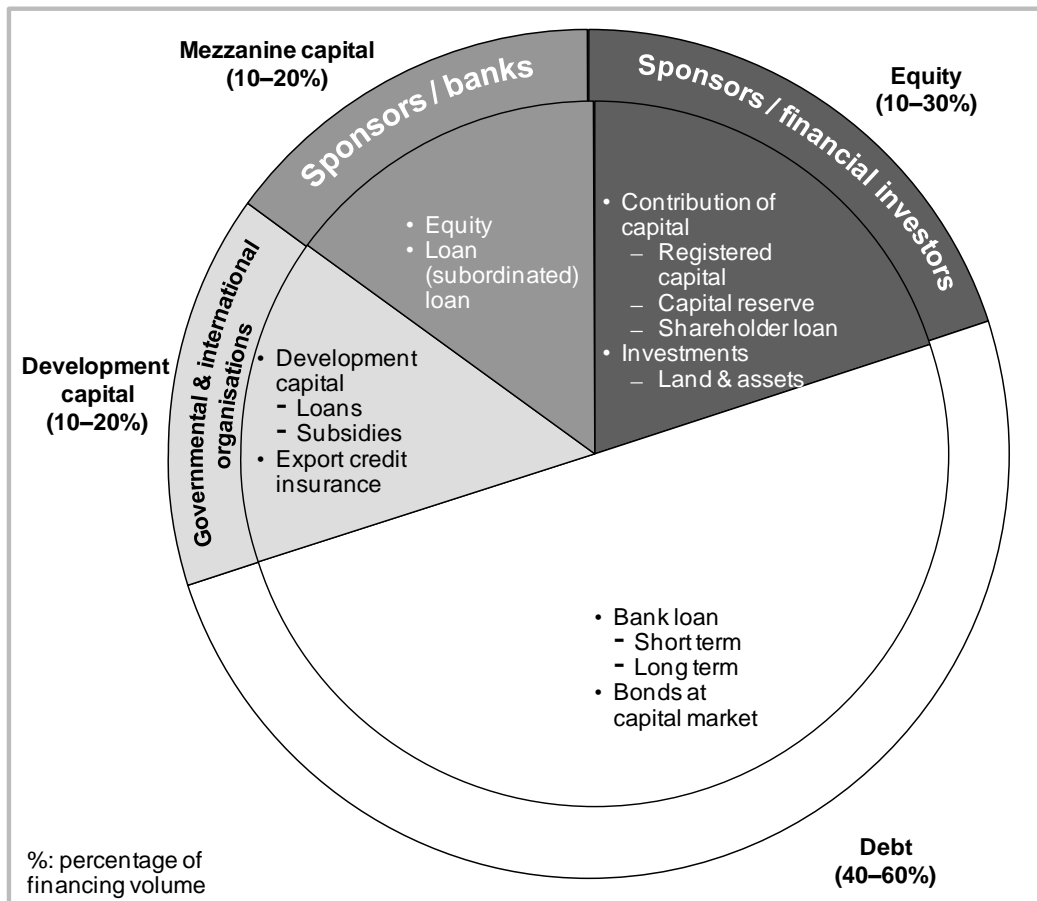 Mezzanine capital
(10–20%)
Sponsors / banks
Sponsors / financial investors
Equity
(10–30%)
• Equity
• Loan
(subordinated)
loan
• Contribution of
capital
– Registered
capital
– Capital reserve
– Shareholder loan
• Investments
– Land & assets
Development
capital
(10–20%)
Governmental & international
organisations
• Development
capital
- Loans
- Subsidies
• Export credit
insurance
• Bank loan
- Short term
- Long term
• Bonds at
capital market
Debt
(40–60%)
%: percentage of
financing volume